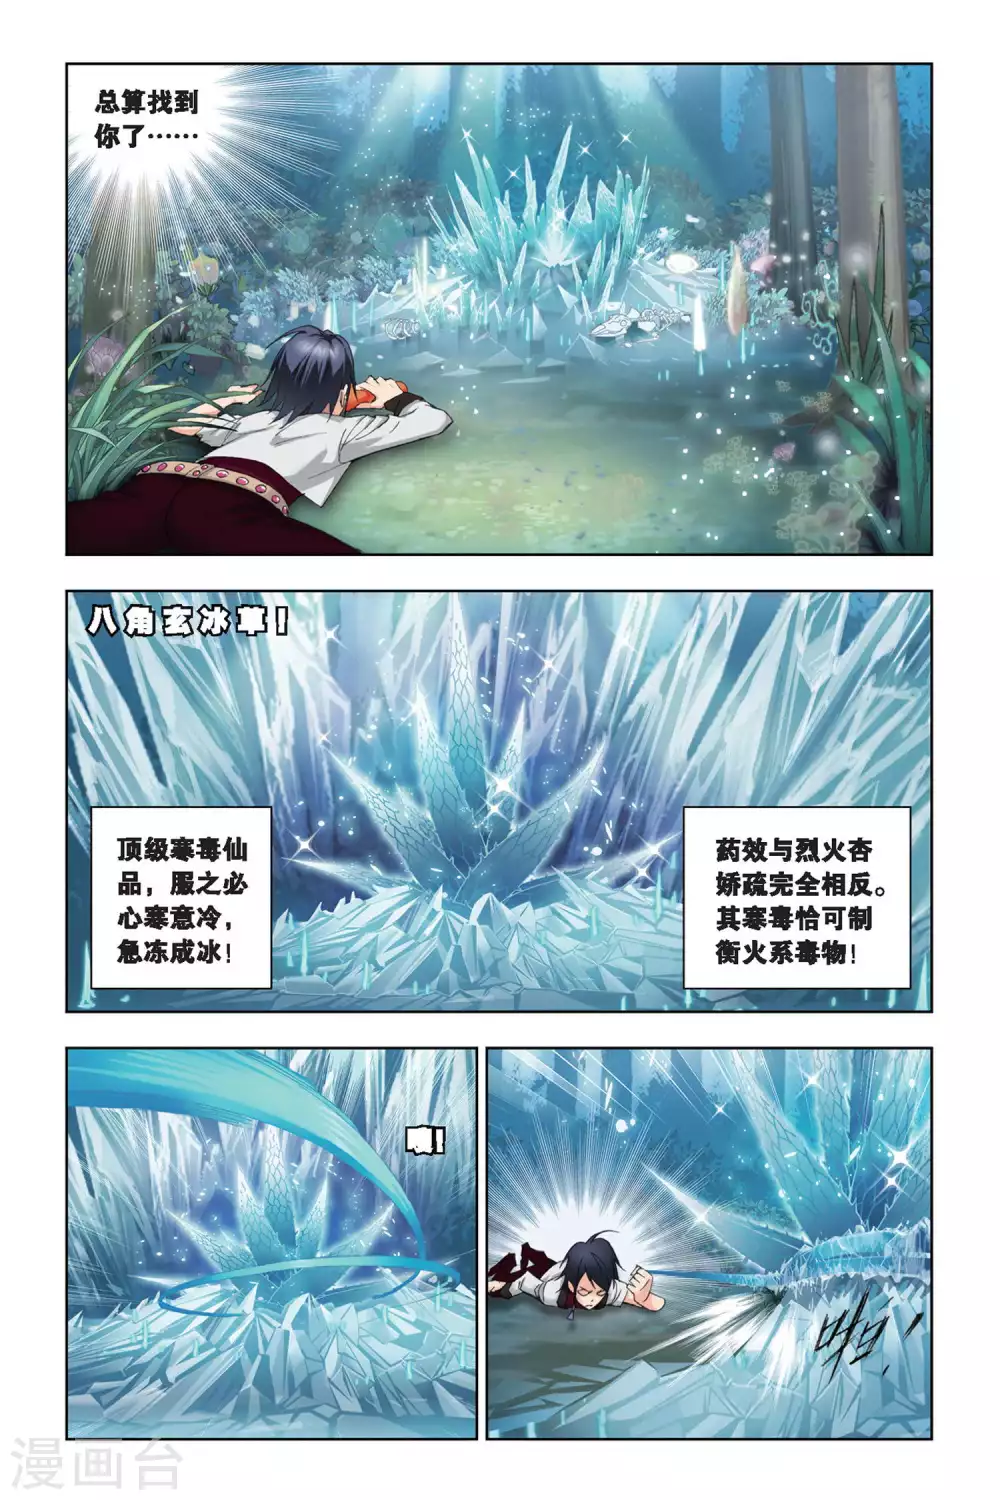 总算找到
你了……
八角玄冰草！
顶级寒毒仙
品，服之必
心寒意冷，
急冻成冰！
药效与烈火杏
娇疏完全相反。
其寒毒恰可制
衡火系毒物！
漫画台